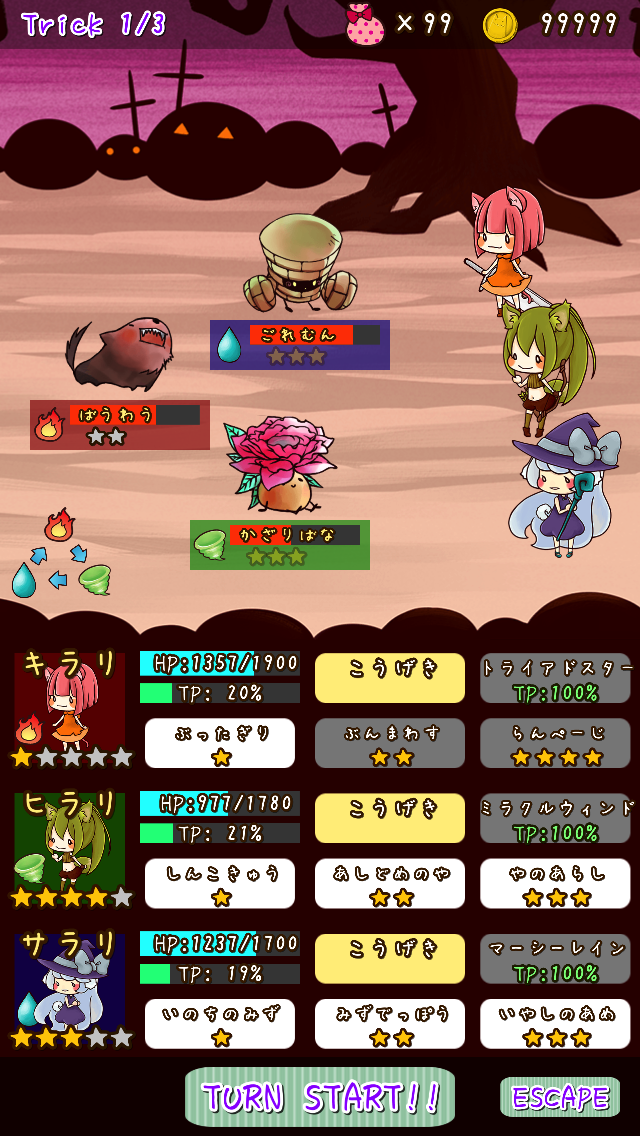 Trick 1/3
× 99
99999
ごれむん
ばうわう
かざりばな
キラリ
HP:1357/1900
TP: 20%
こうげき
トライアドスター
TP:100%
ぶったぎり
ぶんまわす
らんぺーじ
ヒラリ
HP:977/1780
TP: 21%
こうげき
ミラクルウィンド
TP:100%
しんこきゅう
あしどめのや
やのあらし
サラリ
HP:1237/1700
TP: 19%
こうげき
マーシーレイン
TP:100%
いのちのみず
みずでっぽう
いやしのあめ
TURN START!!
ESCAPE